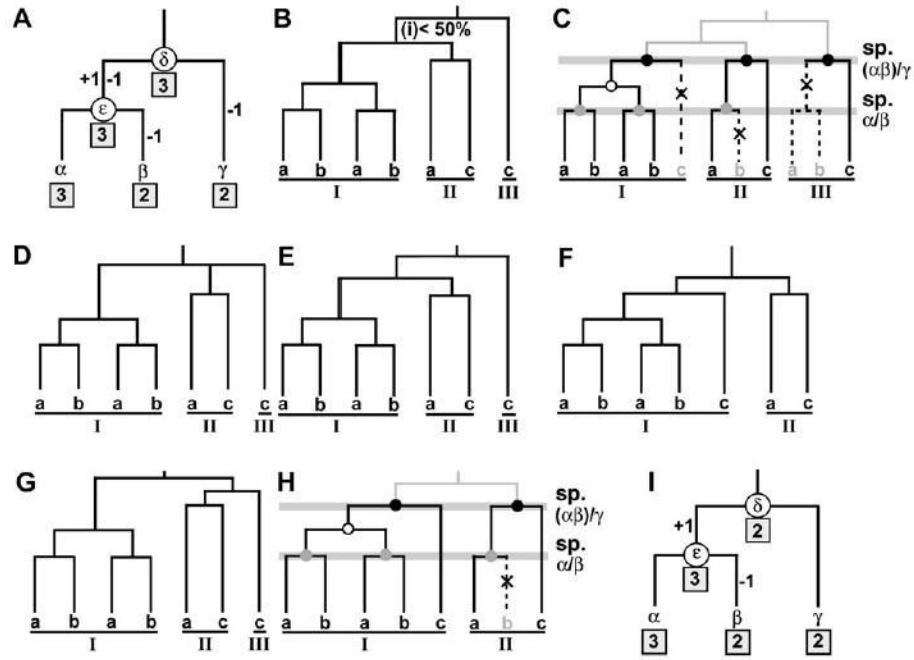 A
δ
3
+1 -1
ε
3
-1
-1
α β γ
3 2 2
B
(i)< 50%
a b a b a c c
I II III
C
sp.
(αβ)/γ
sp.
α/β
a b a b c a b c a b c
I II III
D
a b a b a c c
I II III
E
a b a b a c c
I II III
F
a b a b c a c
I II
G
a b a b a c c
I II III
H
sp.
(αβ)/γ
sp.
α/β
a b a b c a b c
I II
I
δ
2
+1
ε
3
-1
α β γ
3 2 2